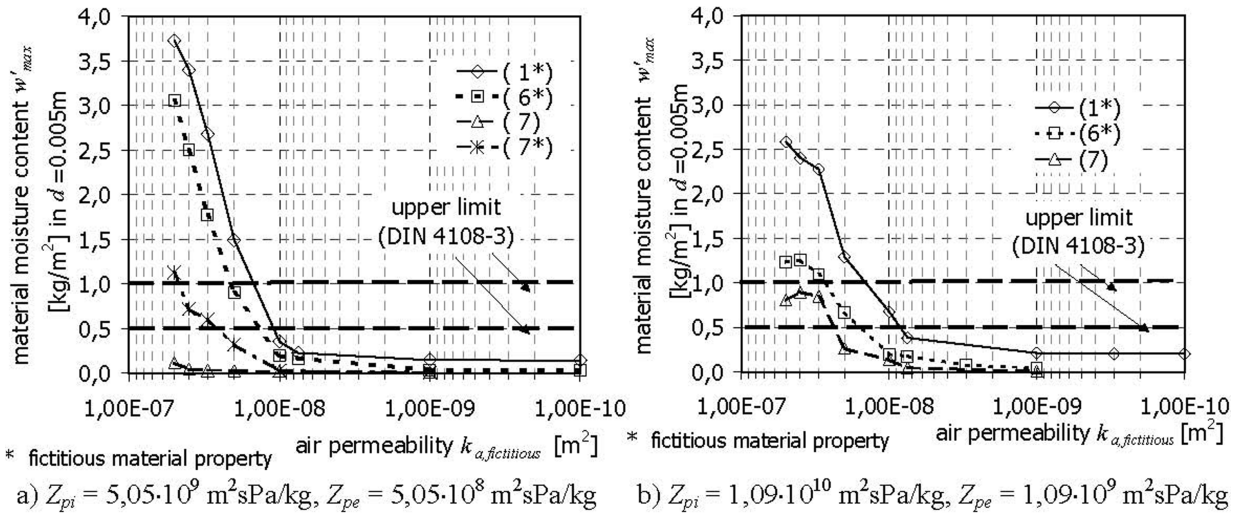 material moisture content w'max
[kg/m²] in d =0.005m
4,0
3,5
3,0
2,5
2,0
1,5
1,0
0,5
0,0
( 1*)
( 6*)
( 7)
( 7*)
upper limit
(DIN 4108-3)
1,00E-07 1,00E-08 1,00E-09 1,00E-10
air permeability ka,fictitious [m²]
* fictitious material property
a) Zpi = 5,05·10⁹ m²sPa/kg, Zpe = 5,05·10⁸ m²sPa/kg
material moisture content w'max
[kg/m²] in d =0.005m
4,0
3,5
3,0
2,5
2,0
1,5
1,0
0,5
0,0
(1*)
(6*)
(7)
upper limit
(DIN 4108-3)
1,00E-07 1,00E-08 1,00E-09 1,00E-10
air permeability ka,fictitious [m²]
* fictitious material property
b) Zpi = 1,09·10¹⁰ m²sPa/kg, Zpe = 1,09·10⁹ m²sPa/kg